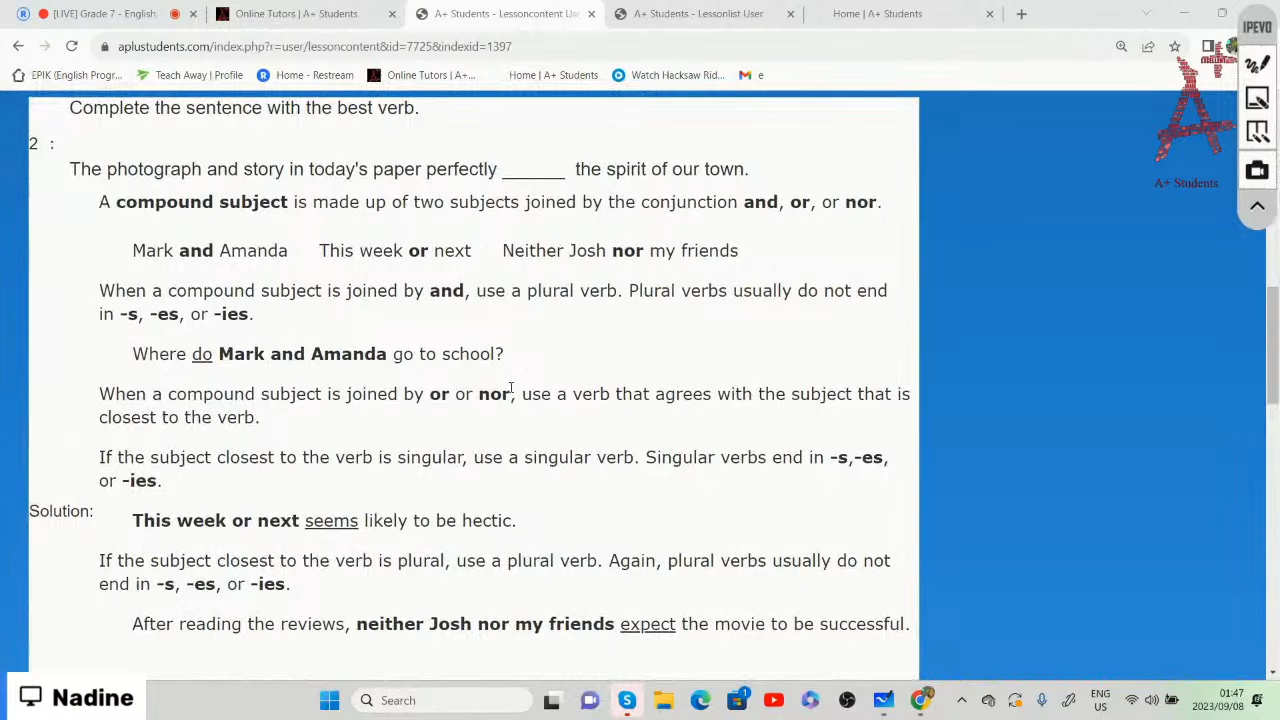 [LIVE] Grade 7 - English
Online Tutors | A+ Students
A+ Students - Lessoncontent Us
A+ Students - Lessonlist User
Home | A+ Students
IPEVO
aplustudents.com/index.php?r=user/lessoncontent&id=7725&indexid=1397
EPIK (English Progr...
Teach Away | Profile
Home - Restream
Online Tutors | A+...
Home | A+ Students
Watch Hacksaw Rid...
e
Complete the sentence with the best verb.
2 :
The photograph and story in today's paper perfectly ______ the spirit of our town.
A+ Students
A compound subject is made up of two subjects joined by the conjunction and, or, or nor.
Mark and Amanda This week or next Neither Josh nor my friends
When a compound subject is joined by and, use a plural verb. Plural verbs usually do not end
in -s, -es, or -ies.
Where do Mark and Amanda go to school?
When a compound subject is joined by or or nor, use a verb that agrees with the subject that is
closest to the verb.
If the subject closest to the verb is singular, use a singular verb. Singular verbs end in -s,-es,
or -ies.
Solution:
This week or next seems likely to be hectic.
If the subject closest to the verb is plural, use a plural verb. Again, plural verbs usually do not
end in -s, -es, or -ies.
After reading the reviews, neither Josh nor my friends expect the movie to be successful.
Nadine
Search
1
ENG
US
01:47
2023/09/08